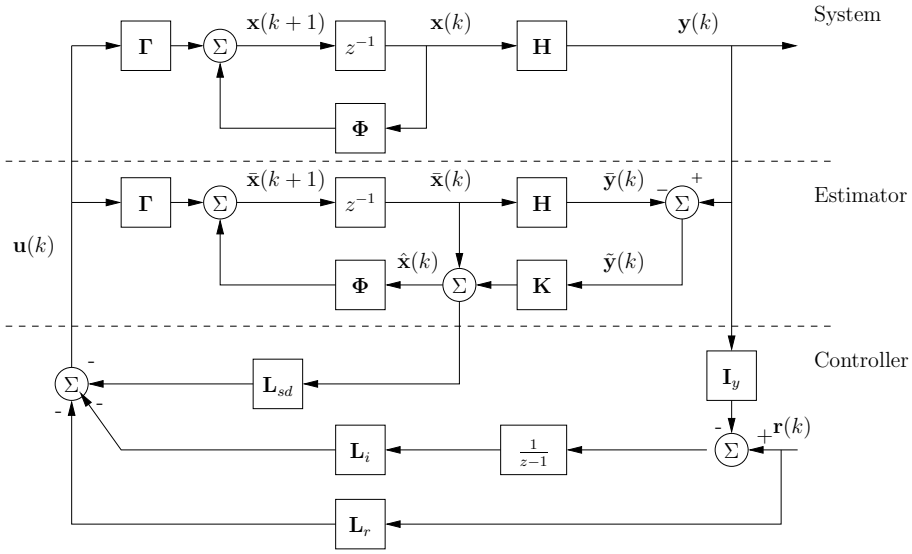 System
x(k+1) x(k) y(k)
Γ Σ z⁻¹ H
Φ
Estimator
x̄(k+1) x̄(k) ȳ(k) − +
Γ Σ z⁻¹ H Σ
u(k)
x̂(k) ỹ(k)
Φ Σ K
Controller
-
Σ L_sd I_y
- -
- + r(k)
L_i 1/(z−1) Σ
L_r